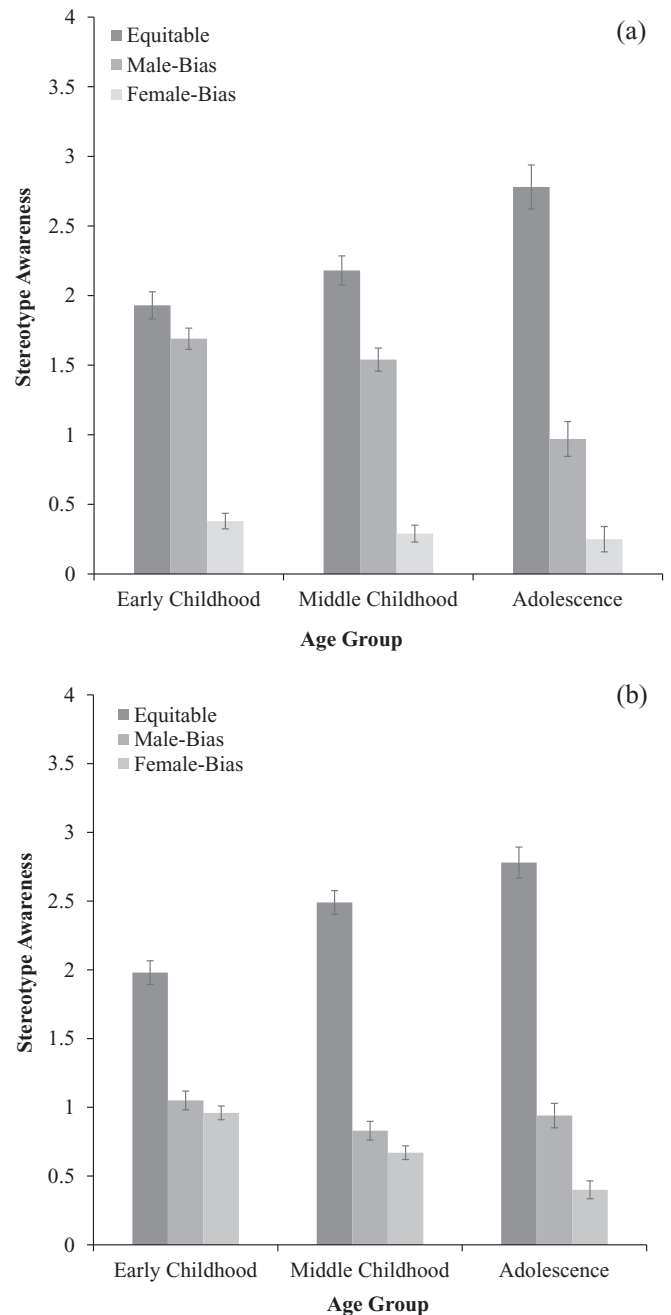 (a)
Equitable
Male-Bias
Female-Bias
4
3.5
3
2.5
2
1.5
1
0.5
0
Stereotype Awareness
Early Childhood Middle Childhood Adolescence
Age Group
(b)
Equitable
Male-Bias
Female-Bias
4
3.5
3
2.5
2
1.5
1
0.5
0
Stereotype Awareness
Early Childhood Middle Childhood Adolescence
Age Group